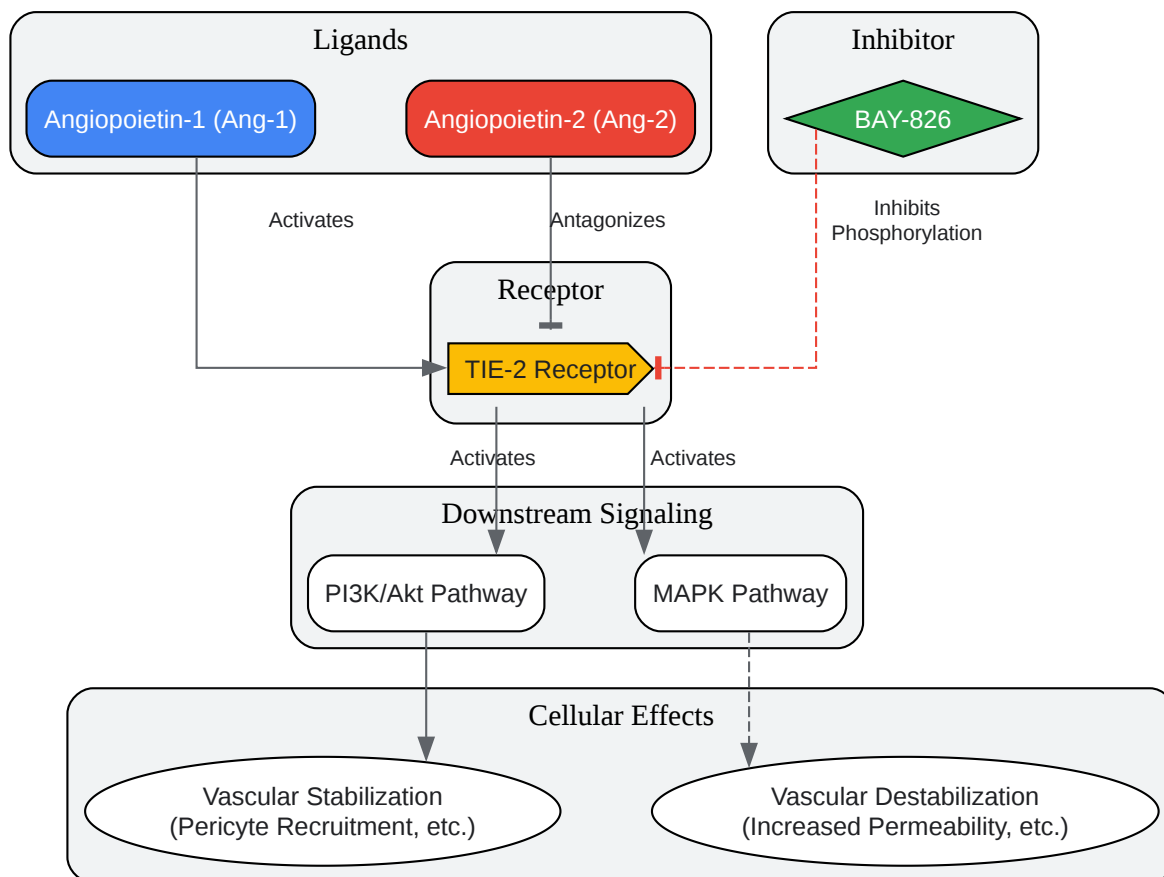 Ligands
Inhibitor
Angiopoietin-1 (Ang-1)
Angiopoietin-2 (Ang-2)
BAY-826
Activates
Antagonizes
Inhibits
Phosphorylation
Receptor
TIE-2 Receptor
Activates
Activates
Downstream Signaling
PI3K/Akt Pathway
MAPK Pathway
Cellular Effects
Vascular Stabilization
(Pericyte Recruitment, etc.)
Vascular Destabilization
(Increased Permeability, etc.)